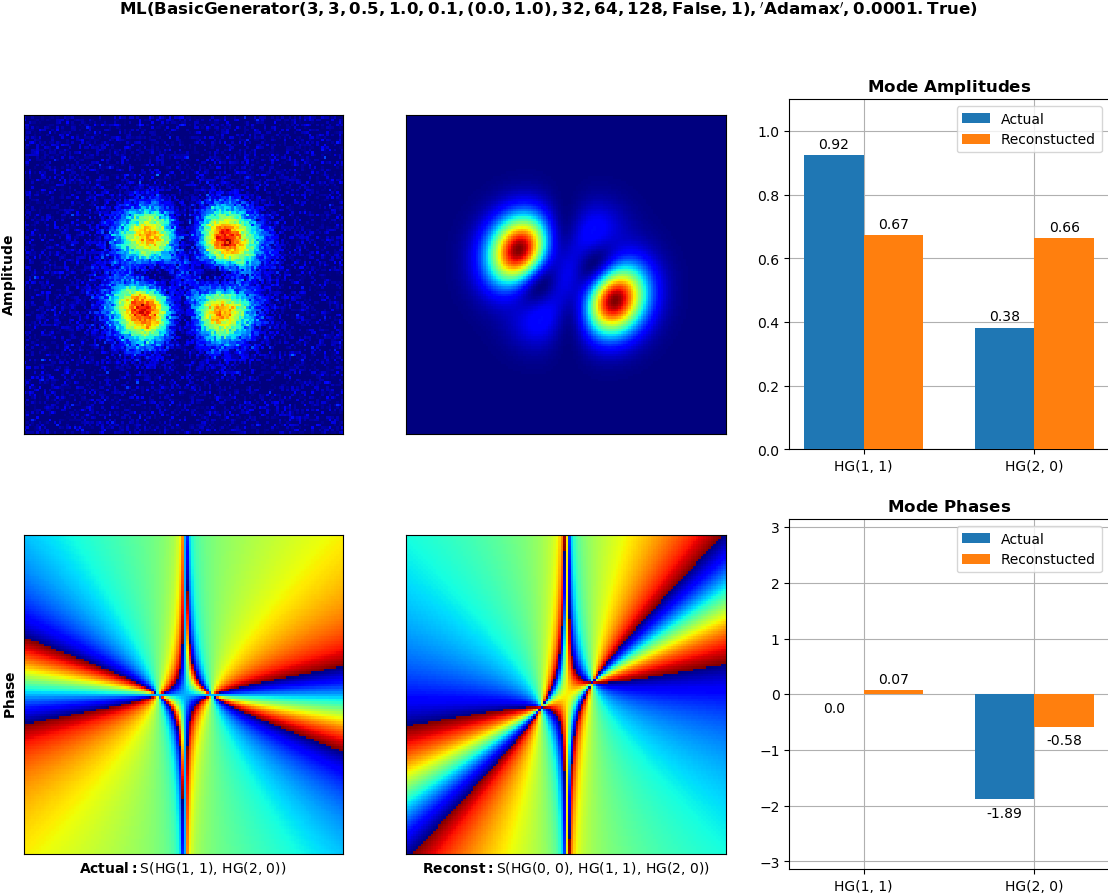 ML(BasicGenerator(3, 3, 0.5, 1.0, 0.1, (0.0, 1.0), 32, 64, 128, False, 1), ′Adamax′, 0.0001. True)
Amplitude
Mode Amplitudes
Actual
Reconstucted
1.0
0.8
0.6
0.4
0.2
0.0
0.92
0.67
0.38
0.66
HG(1, 1)
HG(2, 0)
Phase
Actual: S(HG(1, 1), HG(2, 0))
Reconst: S(HG(0, 0), HG(1, 1), HG(2, 0))
Mode Phases
Actual
Reconstucted
3
2
1
0
−1
−2
−3
0.0
0.07
-1.89
-0.58
HG(1, 1)
HG(2, 0)